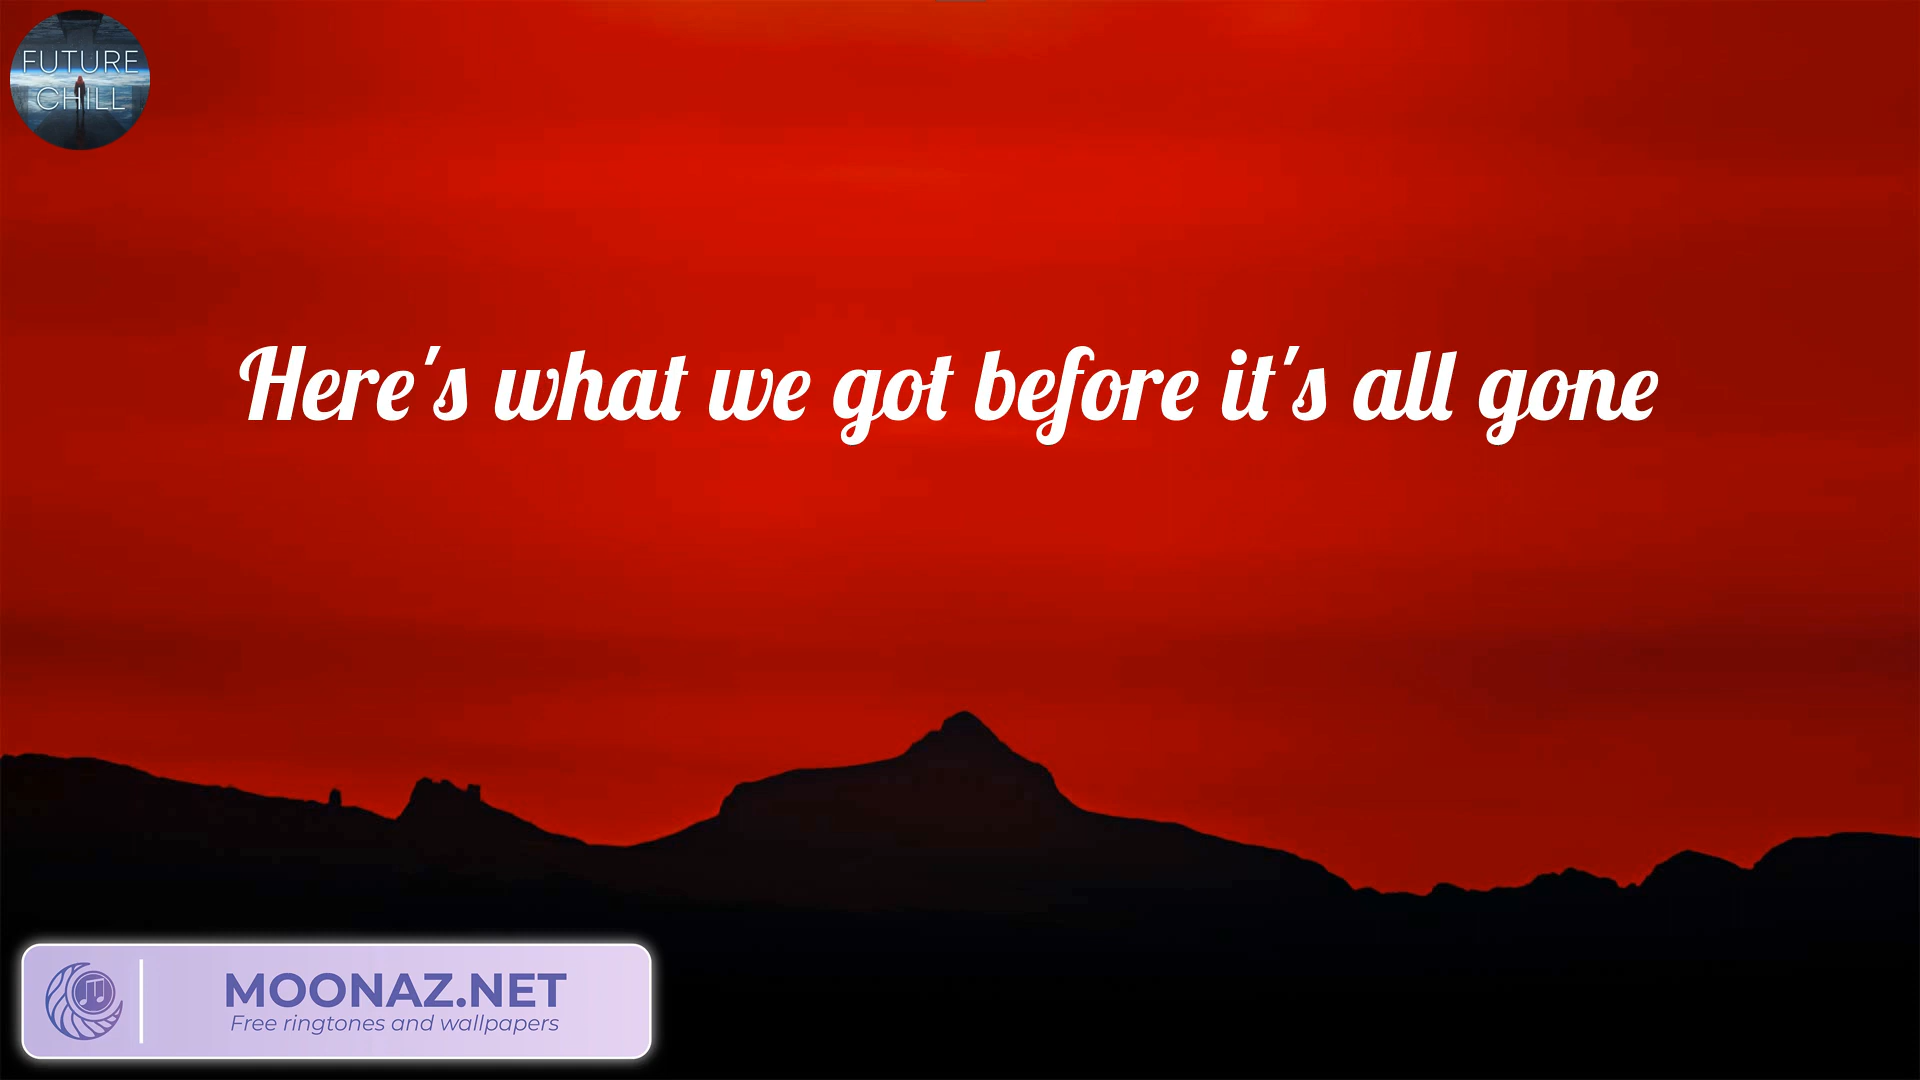 FUTURE
CHILL
Here's what we got before it's all gone
MOONAZ.NET
Free ringtones and wallpapers